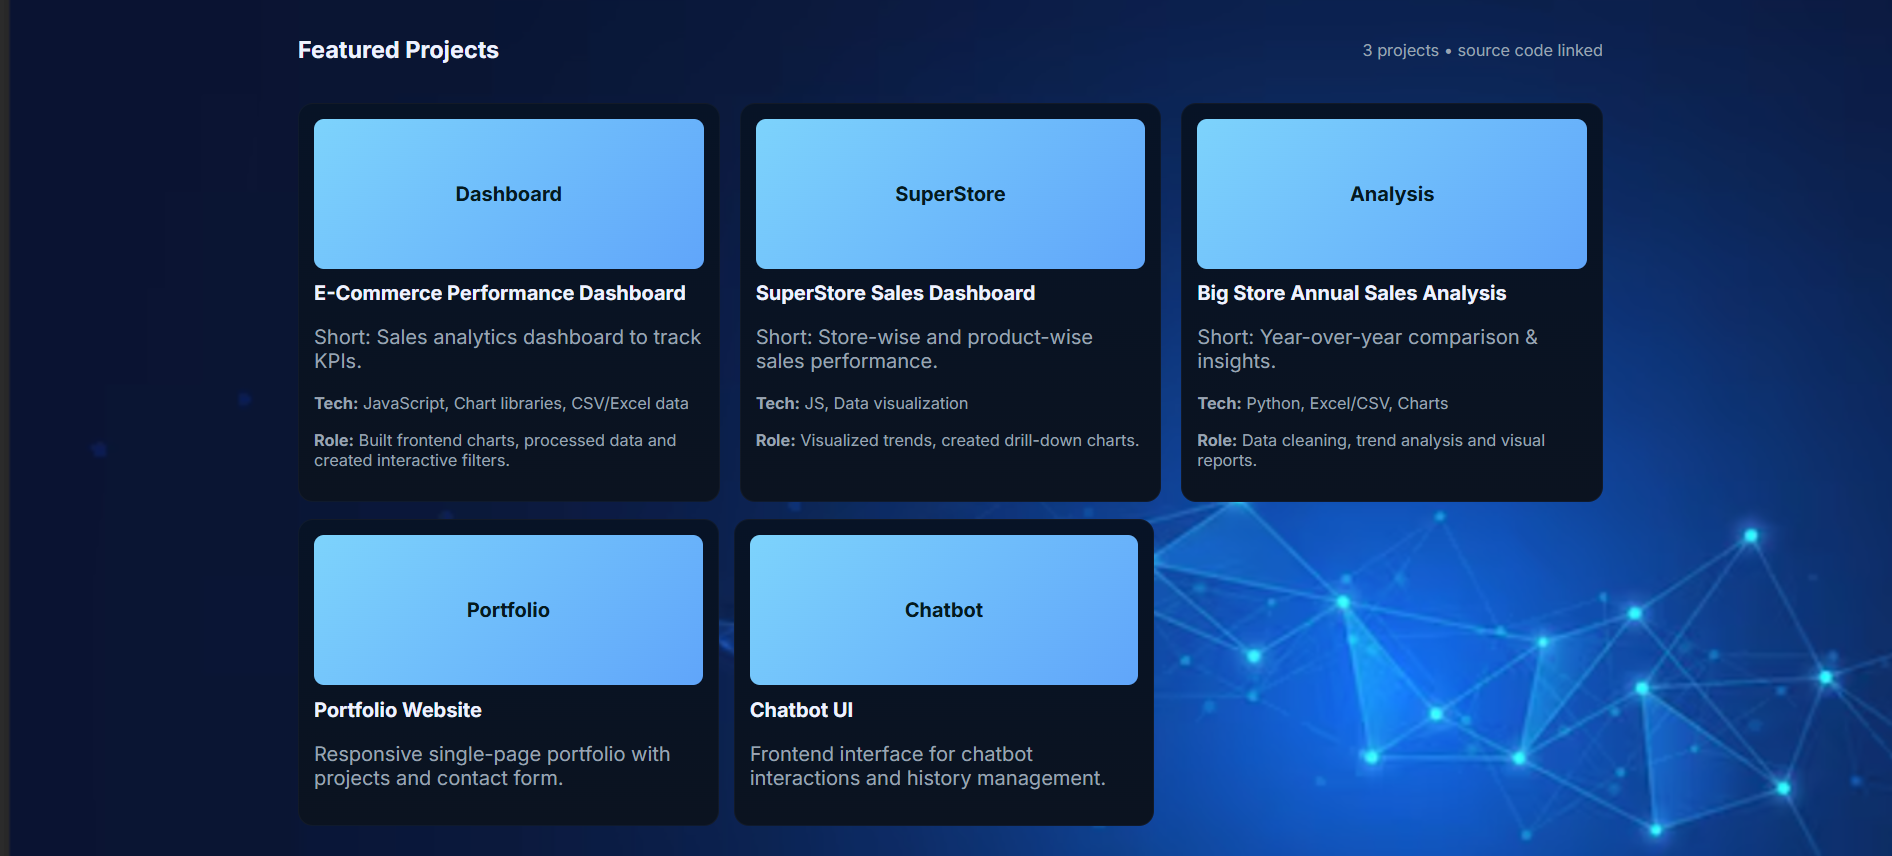 Featured Projects
3 projects • source code linked
Dashboard
E-Commerce Performance Dashboard
Short: Sales analytics dashboard to track
KPIs.
Tech: JavaScript, Chart libraries, CSV/Excel data
Role: Built frontend charts, processed data and
created interactive filters.
SuperStore
SuperStore Sales Dashboard
Short: Store-wise and product-wise
sales performance.
Tech: JS, Data visualization
Role: Visualized trends, created drill-down charts.
Analysis
Big Store Annual Sales Analysis
Short: Year-over-year comparison &
insights.
Tech: Python, Excel/CSV, Charts
Role: Data cleaning, trend analysis and visual
reports.
Portfolio
Portfolio Website
Responsive single-page portfolio with
projects and contact form.
Chatbot
Chatbot UI
Frontend interface for chatbot
interactions and history management.